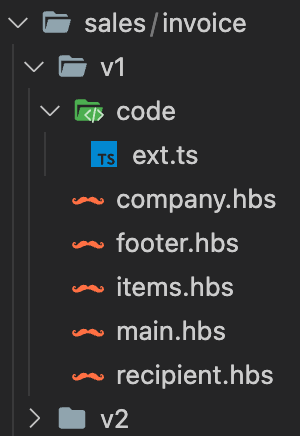 sales/invoice
v1
code
TS ext.ts
company.hbs
footer.hbs
items.hbs
main.hbs
recipient.hbs
v2